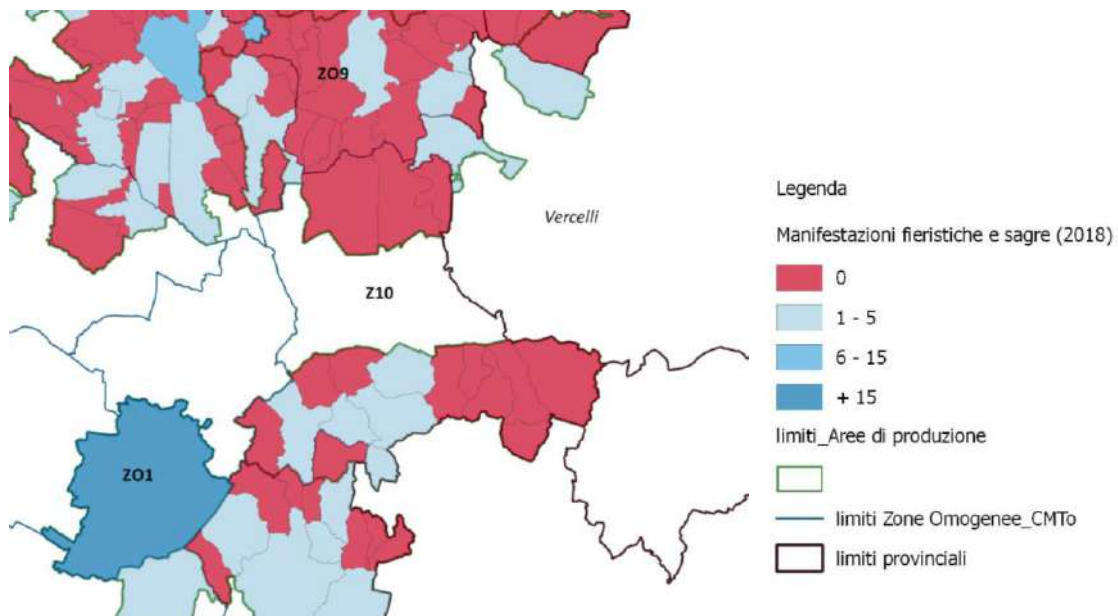 ZO9
Vercelli
Z10
ZO1
Legenda
Manifestazioni fieristiche e sagre (2018)
0
1 - 5
6 - 15
+ 15
limiti_Aree di produzione
limiti Zone Omogenee_CMTo
limiti provinciali